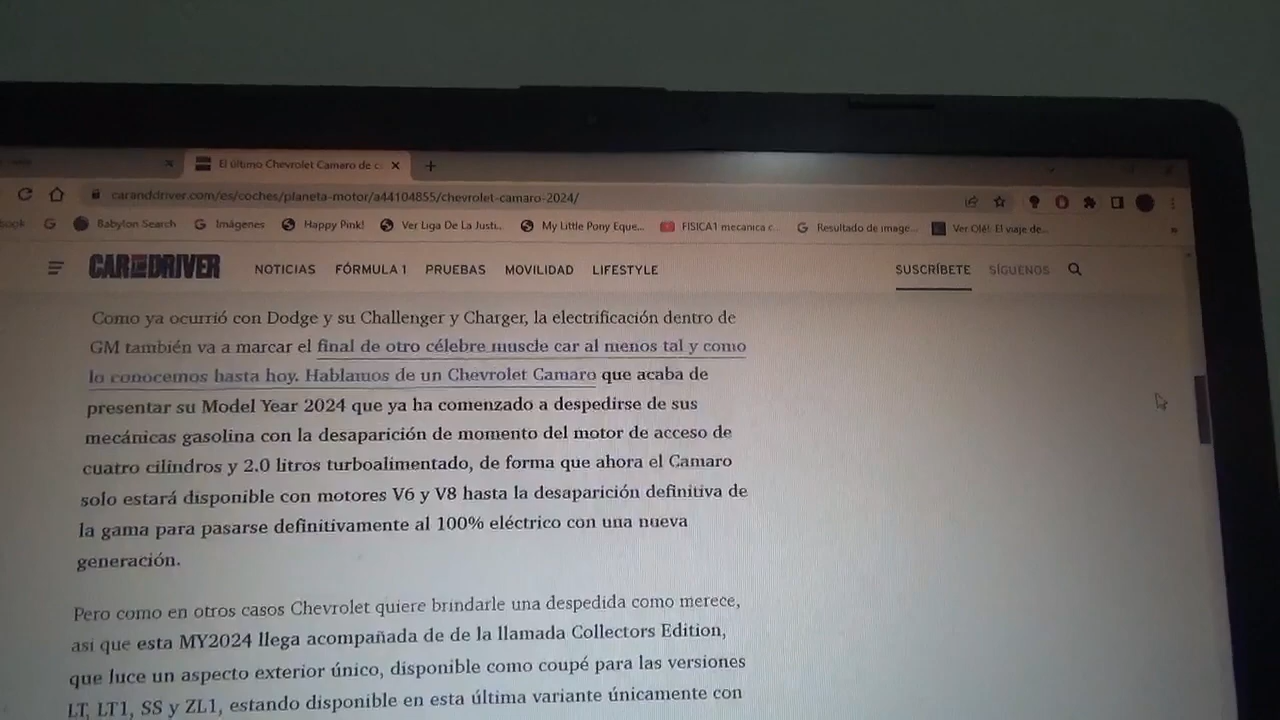 El último Chevrolet Camaro de c
caranddriver.com/es/coches/planeta-motor/a44104855/chevrolet-camaro-2024/
book Babylon Search Imágenes Happy Pink! Ver Liga De La Justi... My Little Pony Eque... FISICA1 mecanica c... Resultado de image... Ver Olé! El viaje de...
CAR AND DRIVER NOTICIAS FÓRMULA 1 PRUEBAS MOVILIDAD LIFESTYLE SUSCRÍBETE SÍGUENOS
Como ya ocurrió con Dodge y su Challenger y Charger, la electrificación dentro de
GM también va a marcar el final de otro célebre muscle car al menos tal y como
lo conocemos hasta hoy. Hablamos de un Chevrolet Camaro que acaba de
presentar su Model Year 2024 que ya ha comenzado a despedirse de sus
mecánicas gasolina con la desaparición de momento del motor de acceso de
cuatro cilindros y 2.0 litros turboalimentado, de forma que ahora el Camaro
solo estará disponible con motores V6 y V8 hasta la desaparición definitiva de
la gama para pasarse definitivamente al 100% eléctrico con una nueva
generación.
Pero como en otros casos Chevrolet quiere brindarle una despedida como merece,
así que esta MY2024 llega acompañada de de la llamada Collectors Edition,
que luce un aspecto exterior único, disponible como coupé para las versiones
LT, LT1, SS y ZL1, estando disponible en esta última variante únicamente con